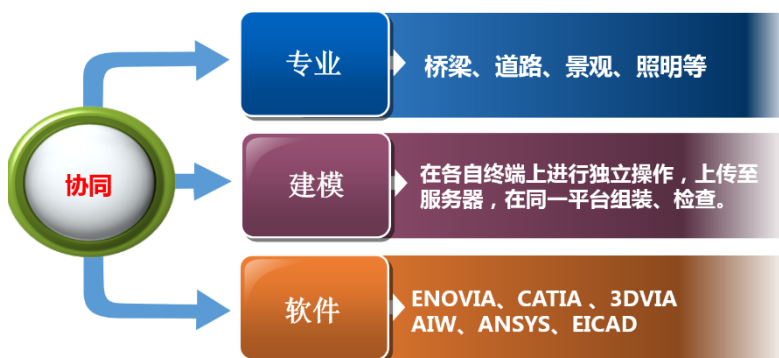 协同
专业
桥梁、道路、景观、照明等
建模
在各自终端上进行独立操作，上传至
服务器，在同一平台组装、检查。
软件
ENOVIA、CATIA 、3DVIA
AIW、ANSYS、EICAD